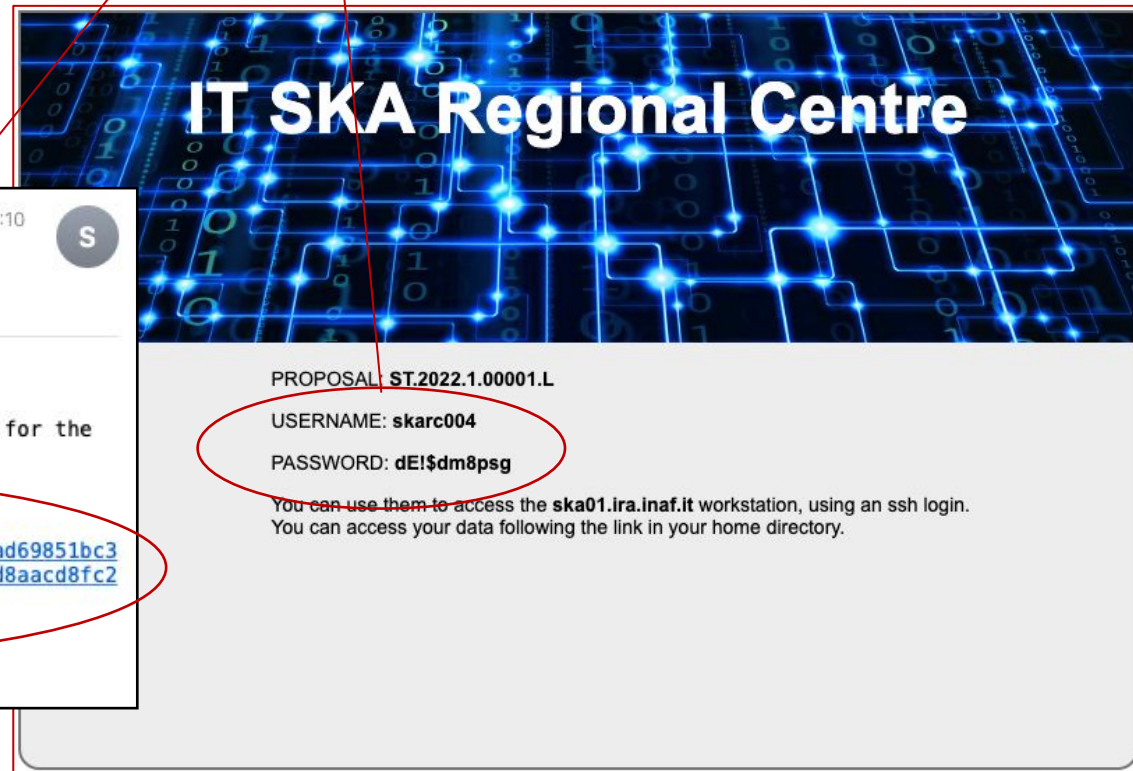 IT SKA Regional Centre
:10
S
for the
ad69851bc3
d8aacd8fc2
PROPOSAL: ST.2022.1.00001.L
USERNAME: skarc004
PASSWORD: dE!$dm8psg
You can use them to access the ska01.ira.inaf.it workstation, using an ssh login.
You can access your data following the link in your home directory.